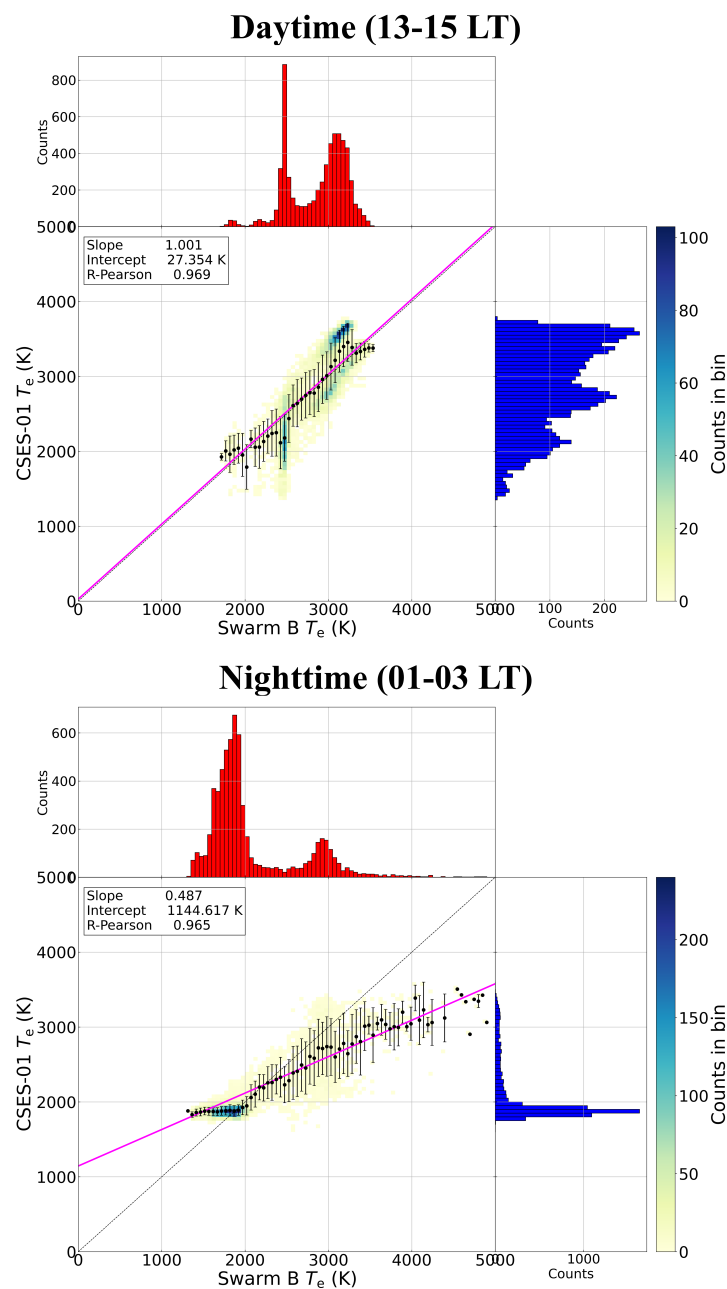 Daytime (13-15 LT)
800
600
400
200
0
Counts
5000
4000
3000
2000
1000
0
CSES-01 Te (K)
Slope 1.001
Intercept 27.354 K
R-Pearson 0.969
0 1000 2000 3000 4000 5000
Swarm B Te (K)
0 100 200
Counts
100
80
60
40
20
0
Counts in bin
Nighttime (01-03 LT)
600
400
200
0
Counts
5000
4000
3000
2000
1000
0
CSES-01 Te (K)
Slope 0.487
Intercept 1144.617 K
R-Pearson 0.965
0 1000 2000 3000 4000 5000
Swarm B Te (K)
0 1000
Counts
200
150
100
50
0
Counts in bin